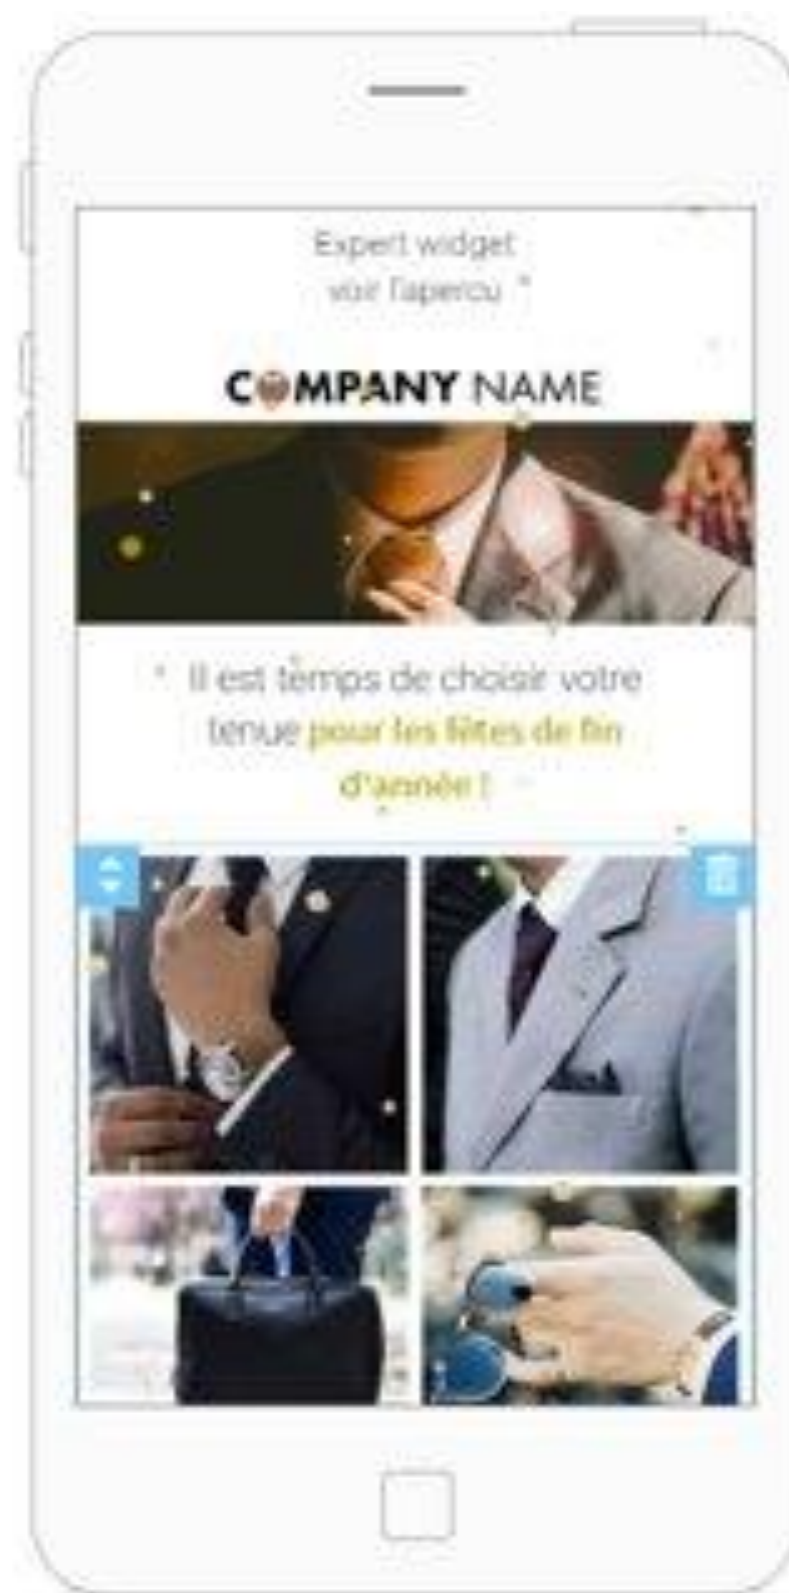 Expert widget
voir l'apercu
COMPANY NAME
Il est temps de choisir votre
tenue pour les fêtes de fin
d'année !